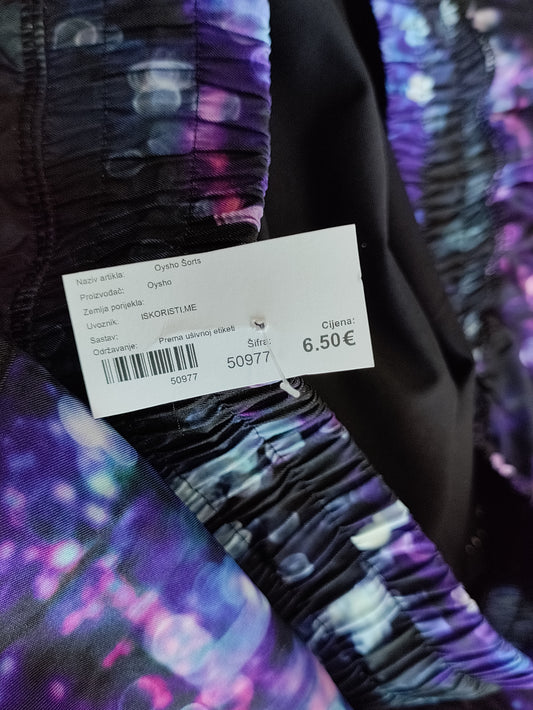 Naziv artikla: Oysho Šorts
Proizvođač: Oysho
Zemlja porijekla:
Uvoznik. ISKORISTI.ME
Sastav:
Održavanje: Prema ušivnoj etiketi
50977
Šifra:
50977
Cijena:
6.50€